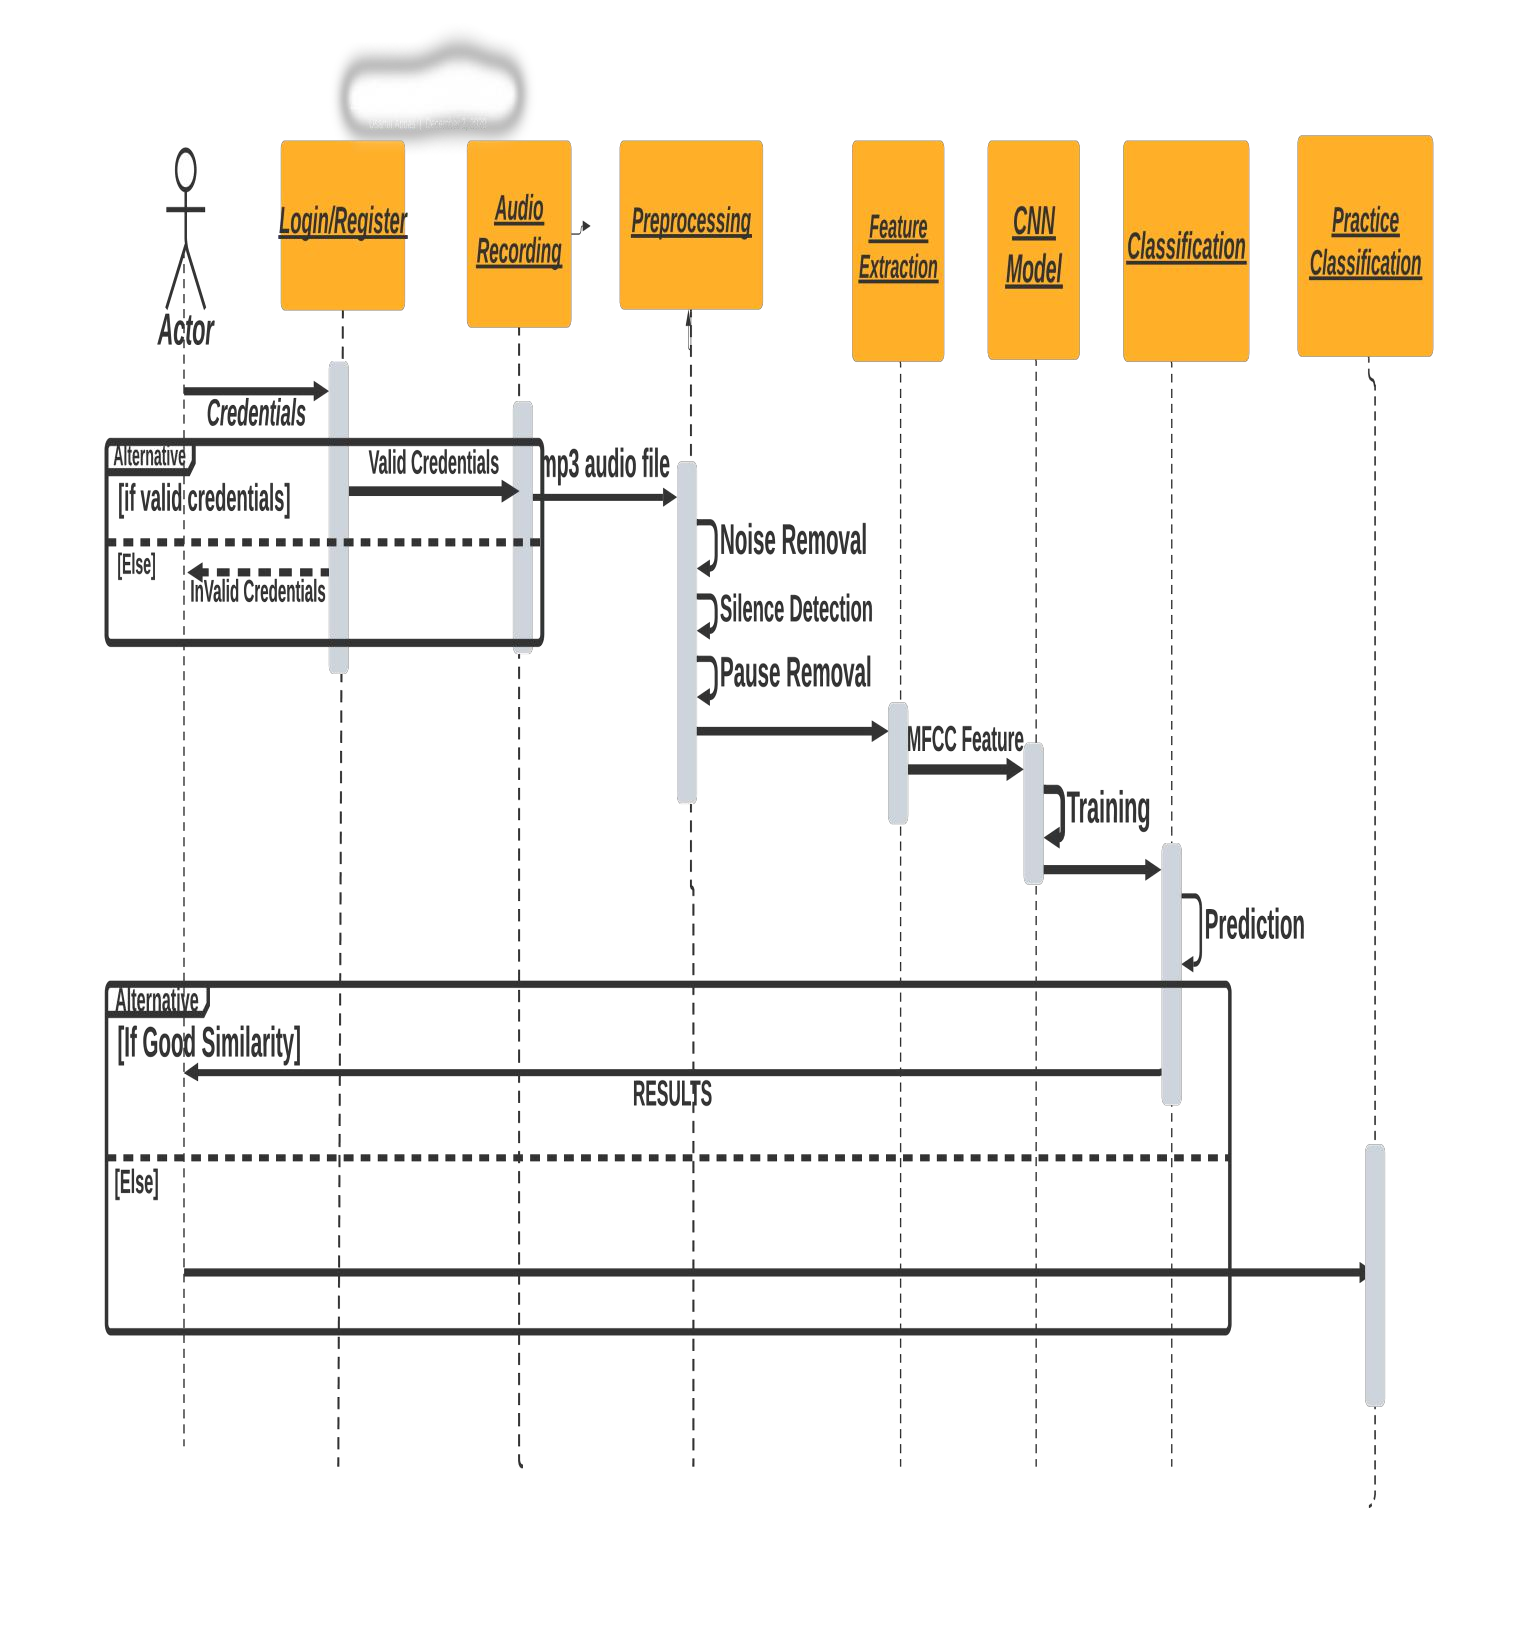 Actor
Login/Register
Audio
Recording
Preprocessing
Feature
Extraction
CNN
Model
Classification
Practice
Classification
Credentials
Alternative
[if valid credentials]
Valid Credentials
mp3 audio file
[Else]
InValid Credentials
Noise Removal
Silence Detection
Pause Removal
MFCC Feature
Training
Prediction
Alternative
[If Good Similarity]
RESULTS
[Else]